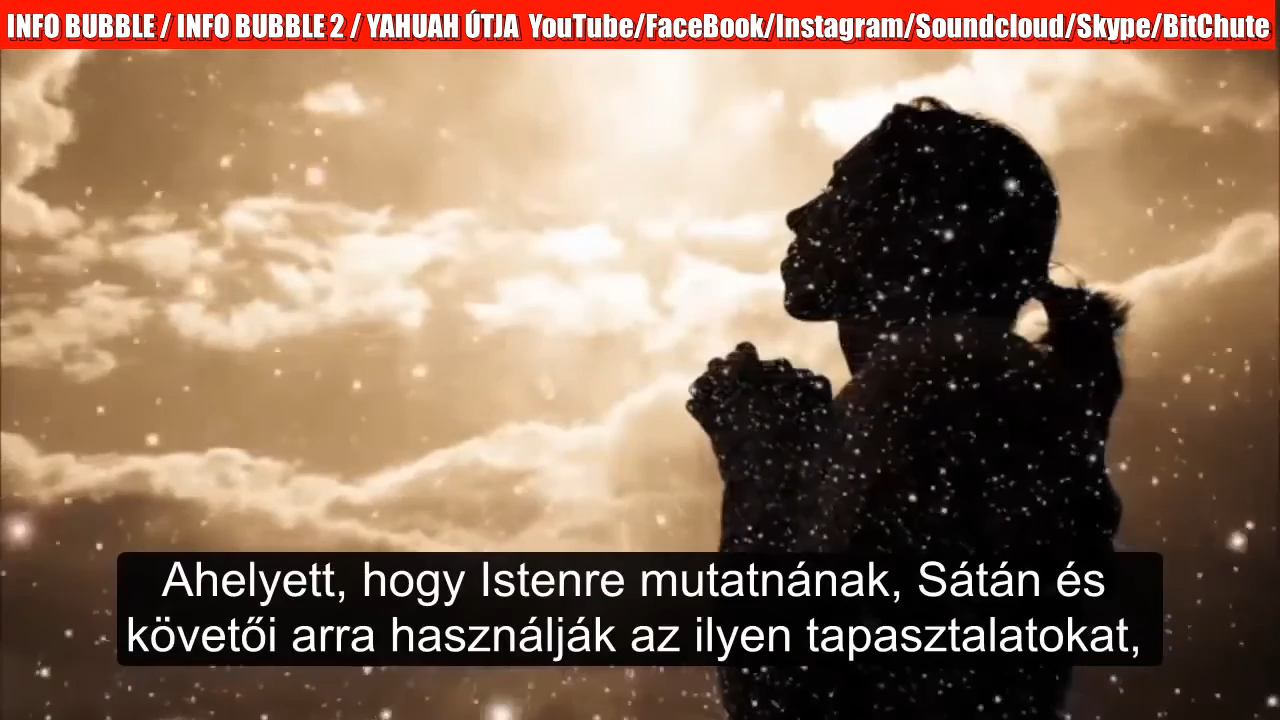 INFO BUBBLE / INFO BUBBLE 2 / YAHUAH ÚTJA YouTube/FaceBook/Instagram/Soundcloud/Skype/BitChute
Ahelyett, hogy Istenre mutatnának, Sátán és
követői arra használják az ilyen tapasztalatokat,